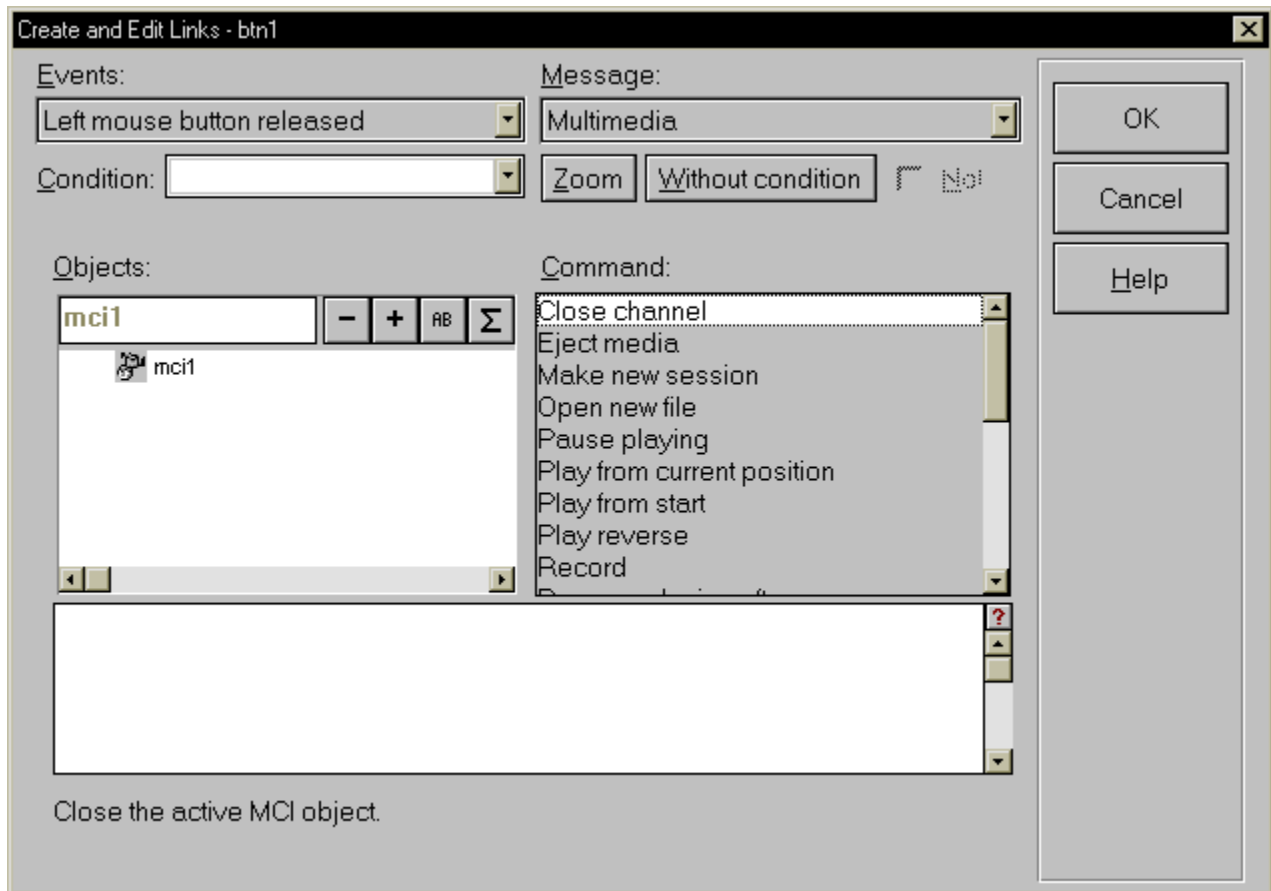 Create and Edit Links - btn1
Events:
Message:
Left mouse button released
Multimedia
Condition:
Zoom
Without condition
Not
OK
Cancel
Help
Objects:
Command:
mci1
- + AB Σ
mci1
Close channel
Eject media
Make new session
Open new file
Pause playing
Play from current position
Play from start
Play reverse
Record
?
Close the active MCI object.